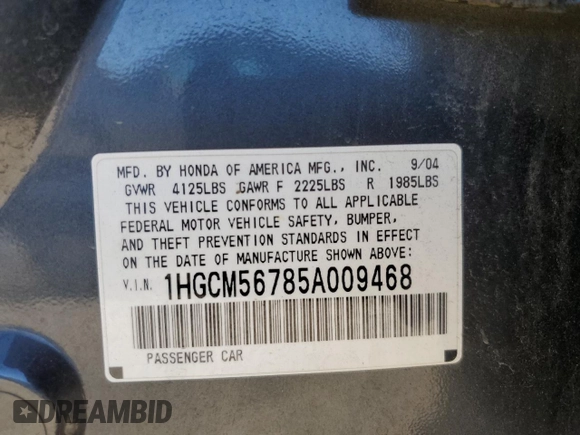 MFD. BY HONDA OF AMERICA MFG., INC. 9/04
GVWR 4125LBS GAWR F 2225LBS R 1985LBS
THIS VEHICLE CONFORMS TO ALL APPLICABLE
FEDERAL MOTOR VEHICLE SAFETY, BUMPER,
AND THEFT PREVENTION STANDARDS IN EFFECT
ON THE DATE OF MANUFACTURE SHOWN ABOVE:
V.I.N. 1HGCM56785A009468
PASSENGER CAR
DREAMBID